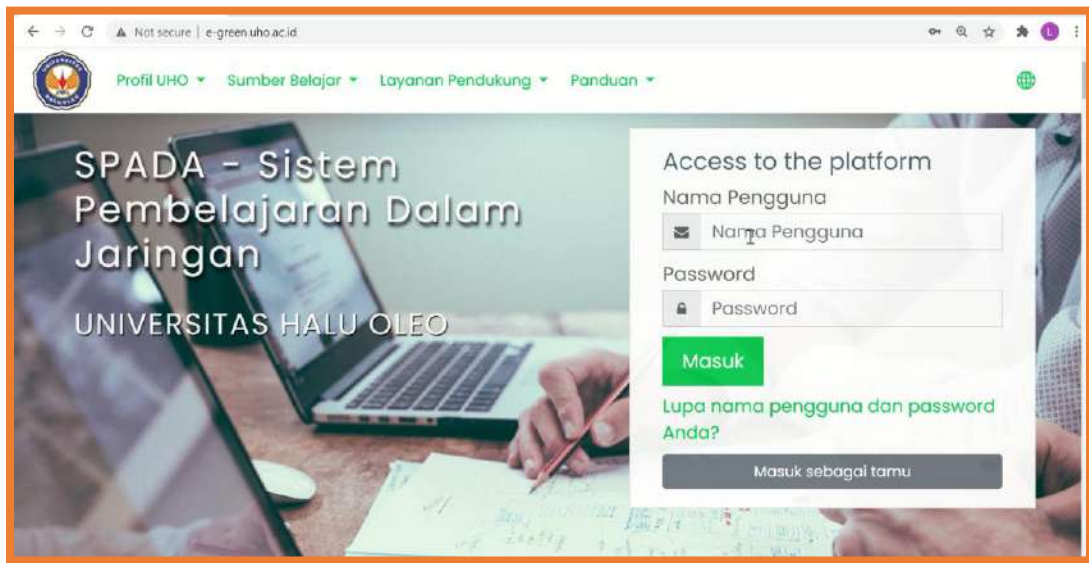 Not secure | e-green.uho.ac.id
L
Profil UHO Sumber Belajar Layanan Pendukung Panduan
SPADA - Sistem
Pembelajaran Dalam
Jaringan
UNIVERSITAS HALU OLEO
Access to the platform
Nama Pengguna
Nama Pengguna
Password
Password
Masuk
Lupa nama pengguna dan password
Anda?
Masuk sebagai tamu